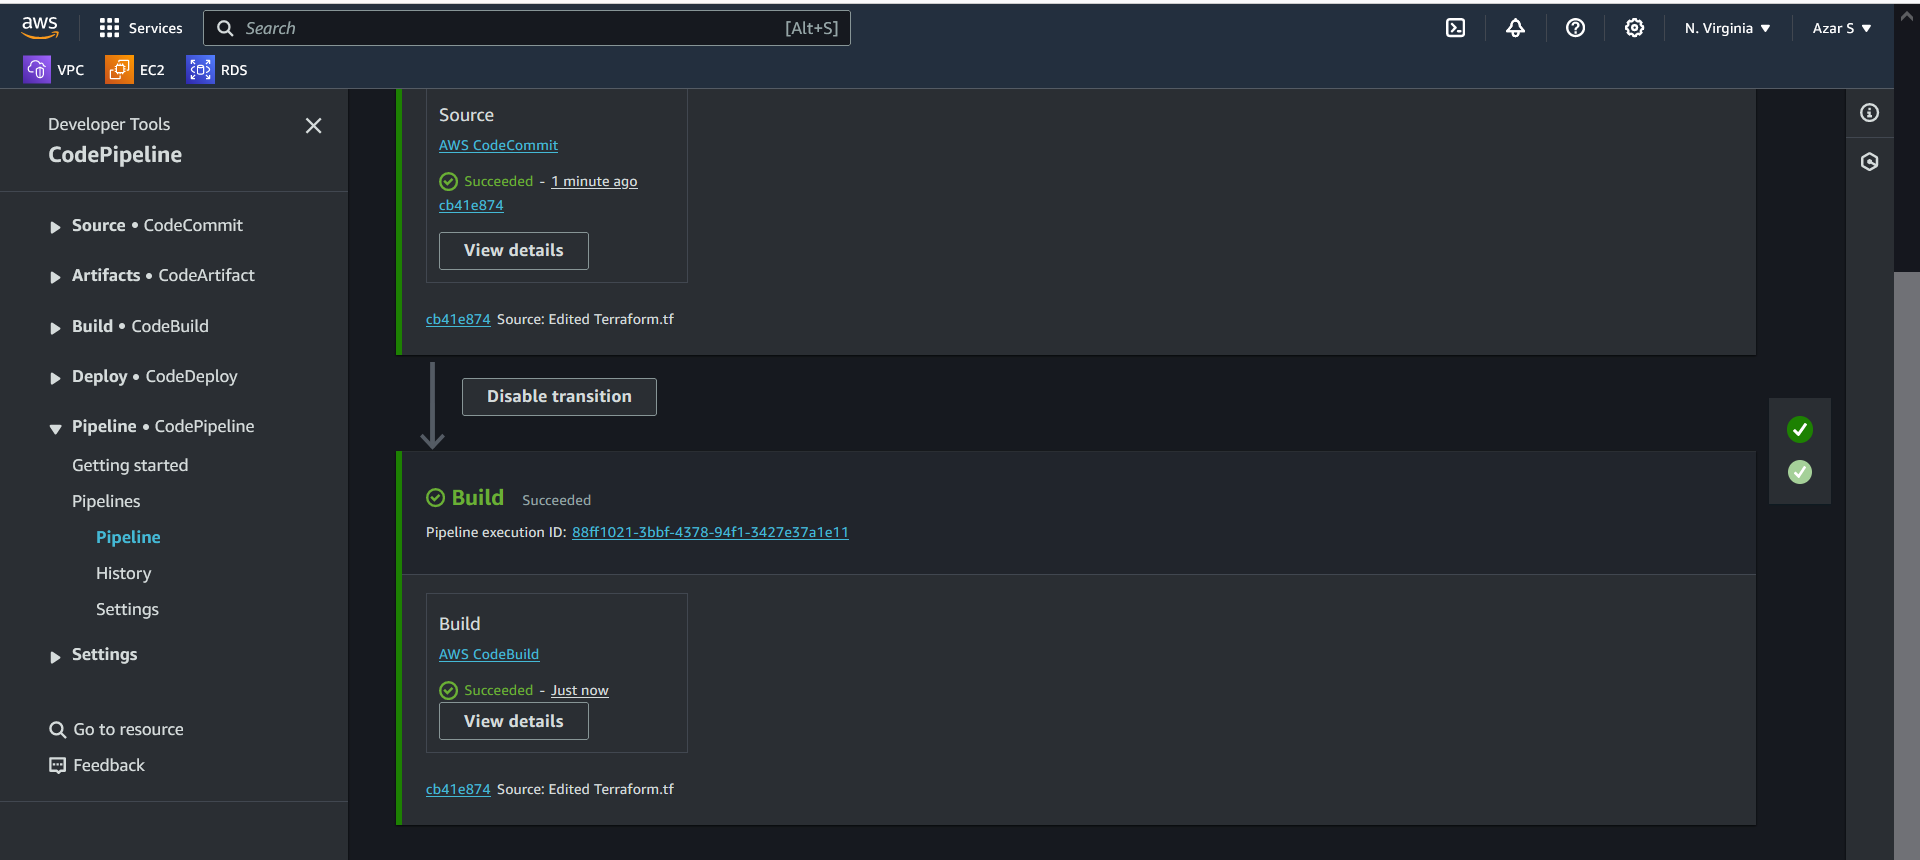 aws
Services
Search
[Alt+S]
N. Virginia
Azar S
VPC
EC2
RDS
Developer Tools
CodePipeline
Source • CodeCommit
Artifacts • CodeArtifact
Build • CodeBuild
Deploy • CodeDeploy
Pipeline • CodePipeline
Getting started
Pipelines
Pipeline
History
Settings
Settings
Go to resource
Feedback
Source
AWS CodeCommit
Succeeded - 1 minute ago
cb41e874
View details
cb41e874 Source: Edited Terraform.tf
Disable transition
Build Succeeded
Pipeline execution ID: 88ff1021-3bbf-4378-94f1-3427e37a1e11
Build
AWS CodeBuild
Succeeded - Just now
View details
cb41e874 Source: Edited Terraform.tf